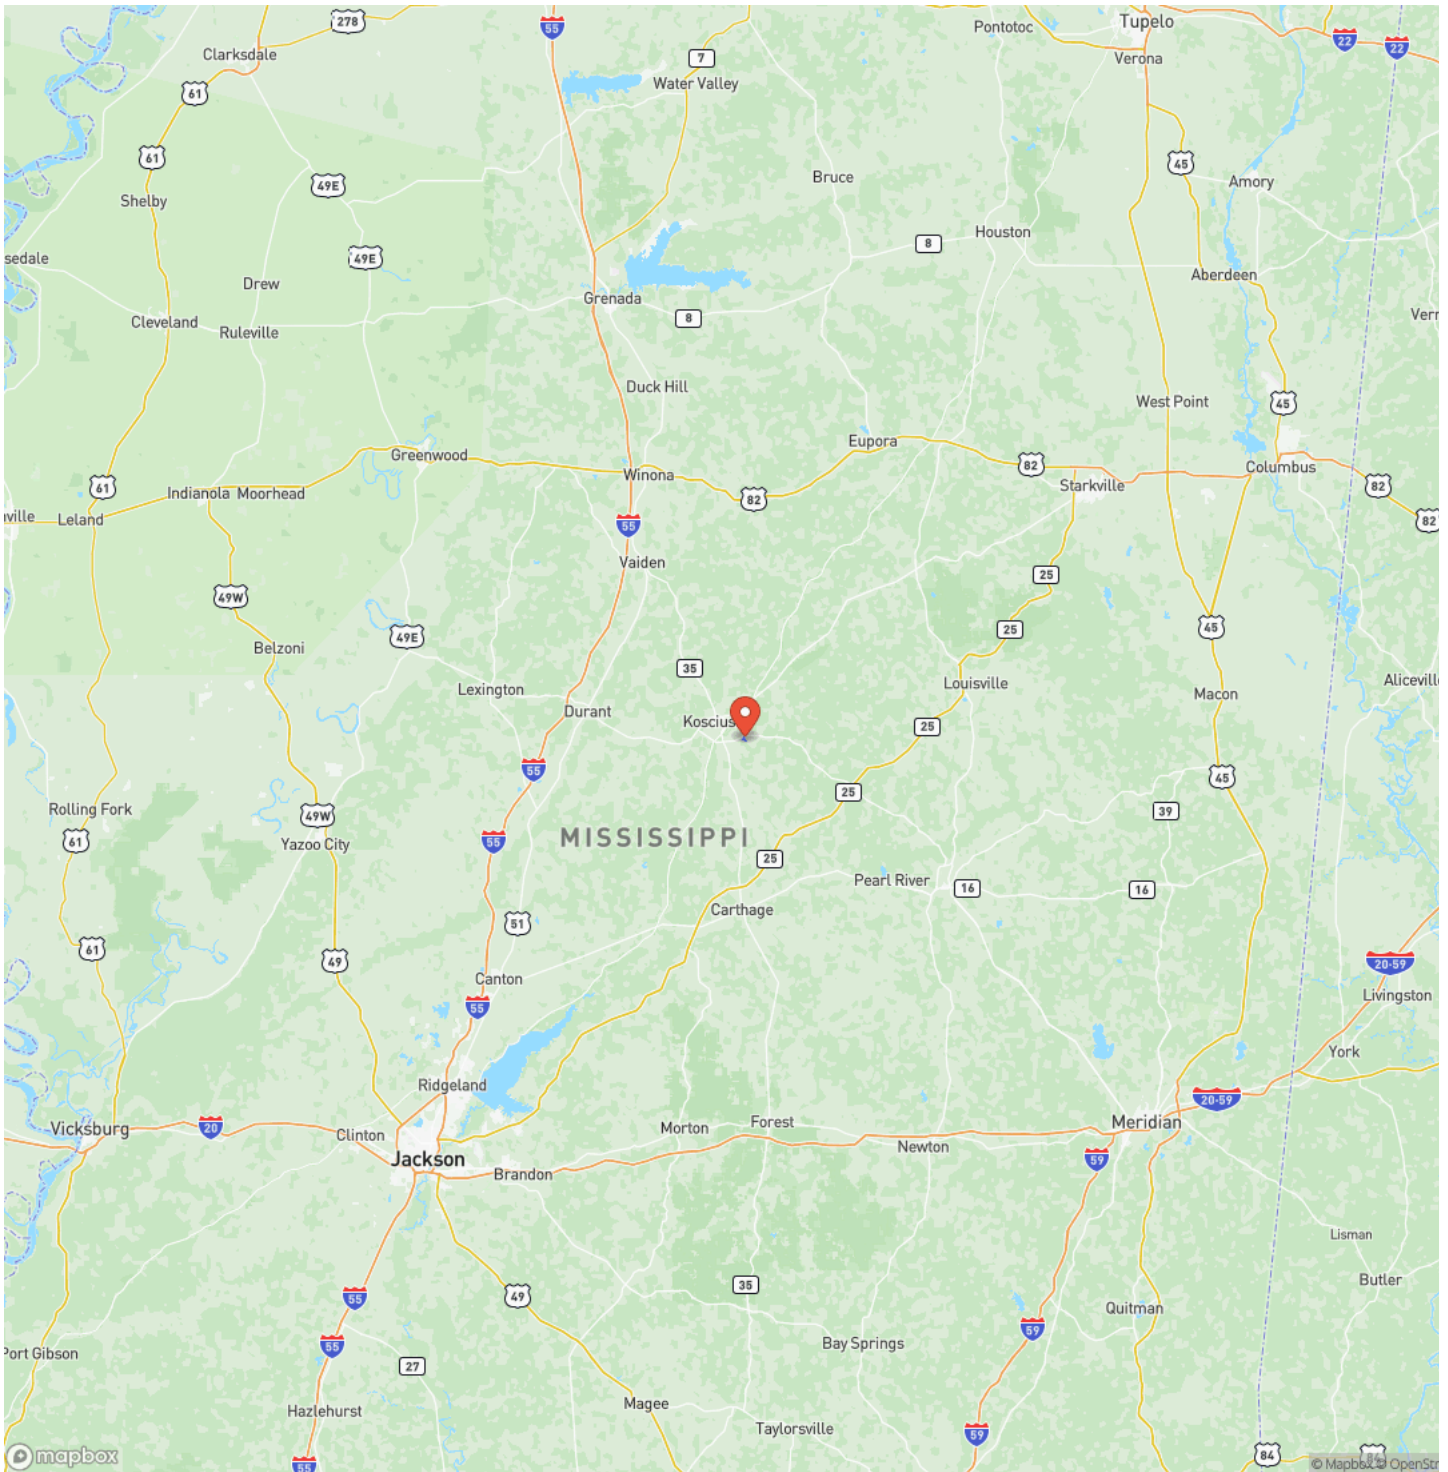 278
55
Pontotoc
Tupelo
22
22
Clarksdale
7
Verona
Water Valley
61
61
49E
45
Bruce
Amory
Shelby
Houston
8
sedale
49E
Aberdeen
Drew
Grenada
8
Cleveland
Ruleville
Verr
Duck Hill
West Point
45
Eupora
Greenwood
82
Columbus
Winona
61
Indianola
Moorhead
82
Starkville
82
ville
Leland
55
82
Vaiden
25
49W
25
45
49E
Belzoni
35
Lexington
Louisville
Aliceville
Macon
Durant
Koscius
25
55
45
25
Rolling Fork
49W
39
61
Yazoo City
55
MISSISSIPPI
25
Pearl River
16
16
Carthage
51
61
49
20-59
Canton
Livingston
55
York
Ridgeland
20-59
Vicksburg
20
Clinton
Morton
Forest
Meridian
Newton
Jackson
59
Brandon
Lisman
Butler
55
49
35
Quitman
59
Bay Springs
55
Port Gibson
27
Magee
Hazlehurst
Taylorsville
59
mapbox
55
84
84
© Mapbox © OpenStr